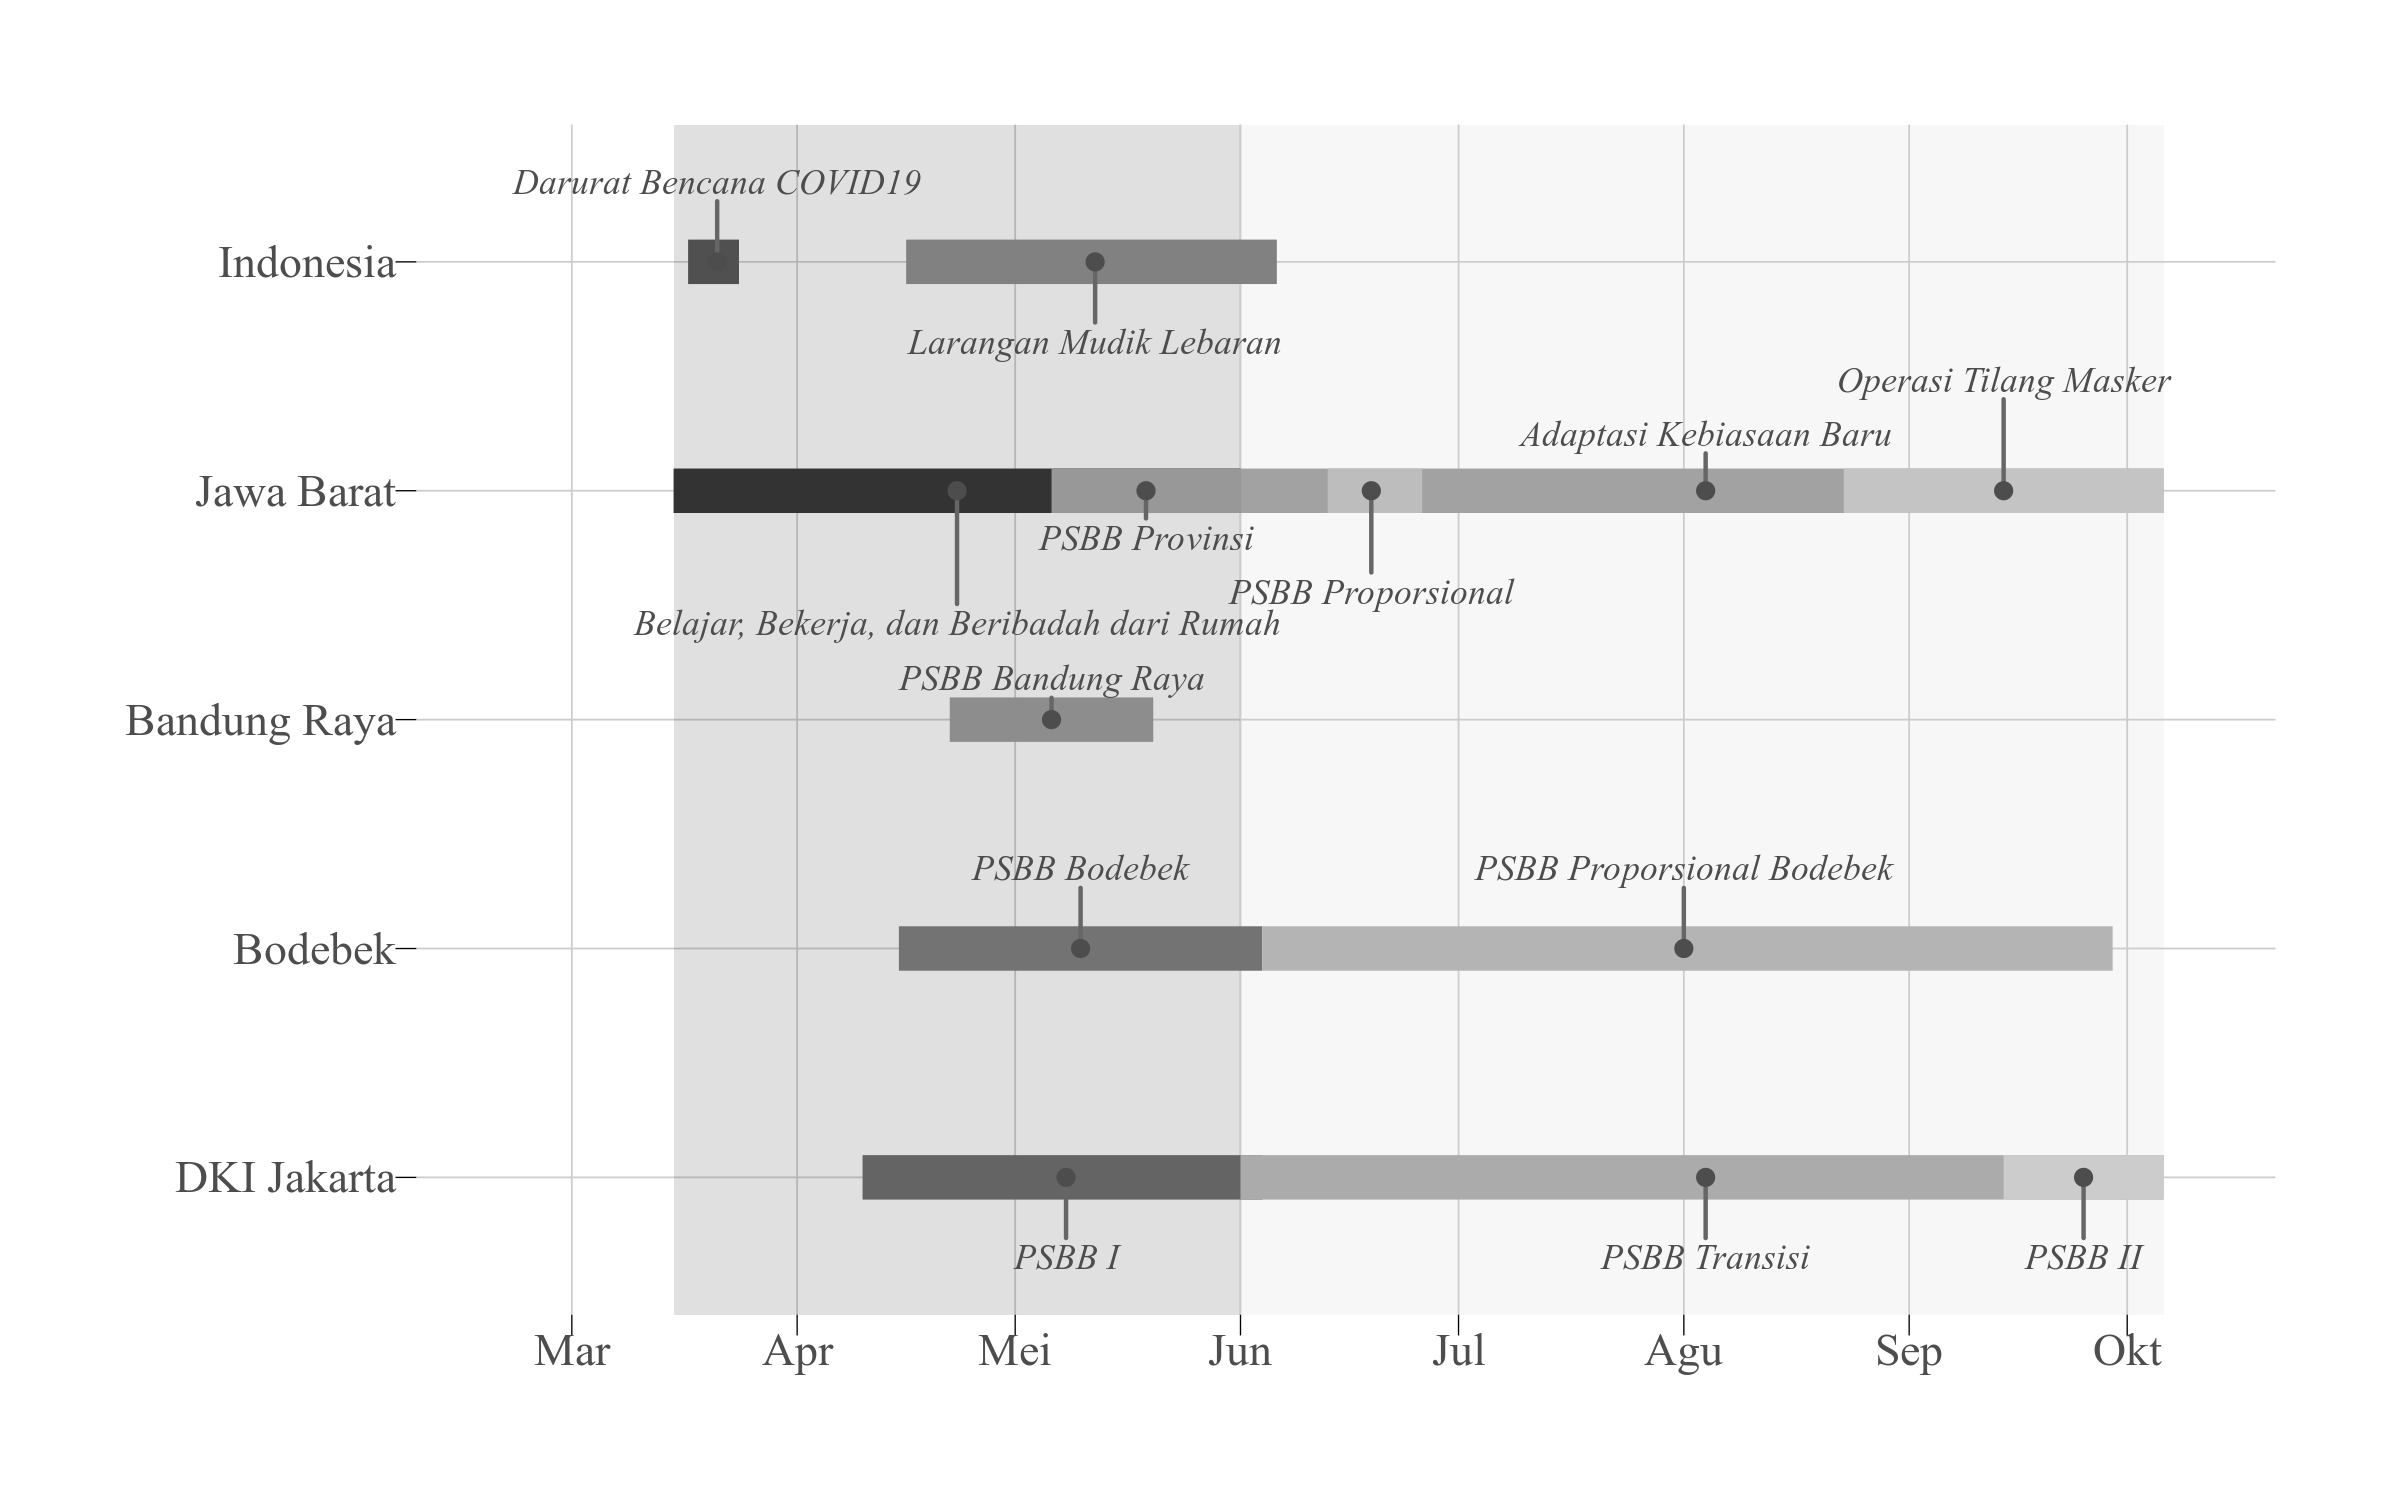 Darurat Bencana COVID19
Indonesia
Larangan Mudik Lebaran
Operasi Tilang Masker
Adaptasi Kebiasaan Baru
Jawa Barat
PSBB Provinsi
PSBB Proporsional
Belajar, Bekerja, dan Beribadah dari Rumah
PSBB Bandung Raya
Bandung Raya
PSBB Bodebek
PSBB Proporsional Bodebek
Bodebek
DKI Jakarta
PSBB I
PSBB Transisi
PSBB II
Mar Apr Mei Jun Jul Agu Sep Okt